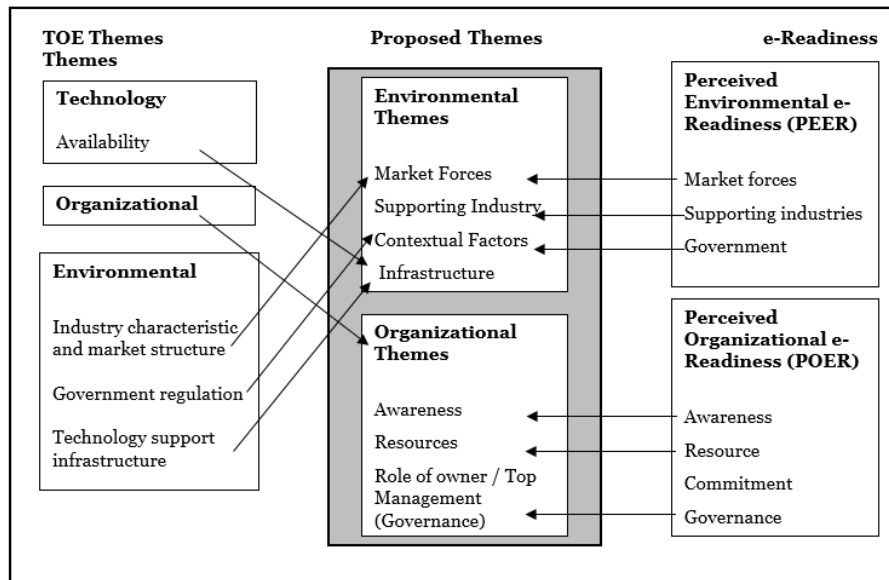 TOE Themes
Themes
Technology
Availability
Organizational
Environmental
Industry characteristic
and market structure
Government regulation
Technology support
infrastructure
Proposed Themes
Environmental
Themes
Market Forces
Supporting Industry
Contextual Factors
Infrastructure
Organizational
Themes
Awareness
Resources
Role of owner / Top
Management
(Governance)
e-Readiness
Perceived
Environmental e-
Readiness (PEER)
Market forces
Supporting industries
Government
Perceived
Organizational e-
Readiness (POER)
Awareness
Resource
Commitment
Governance